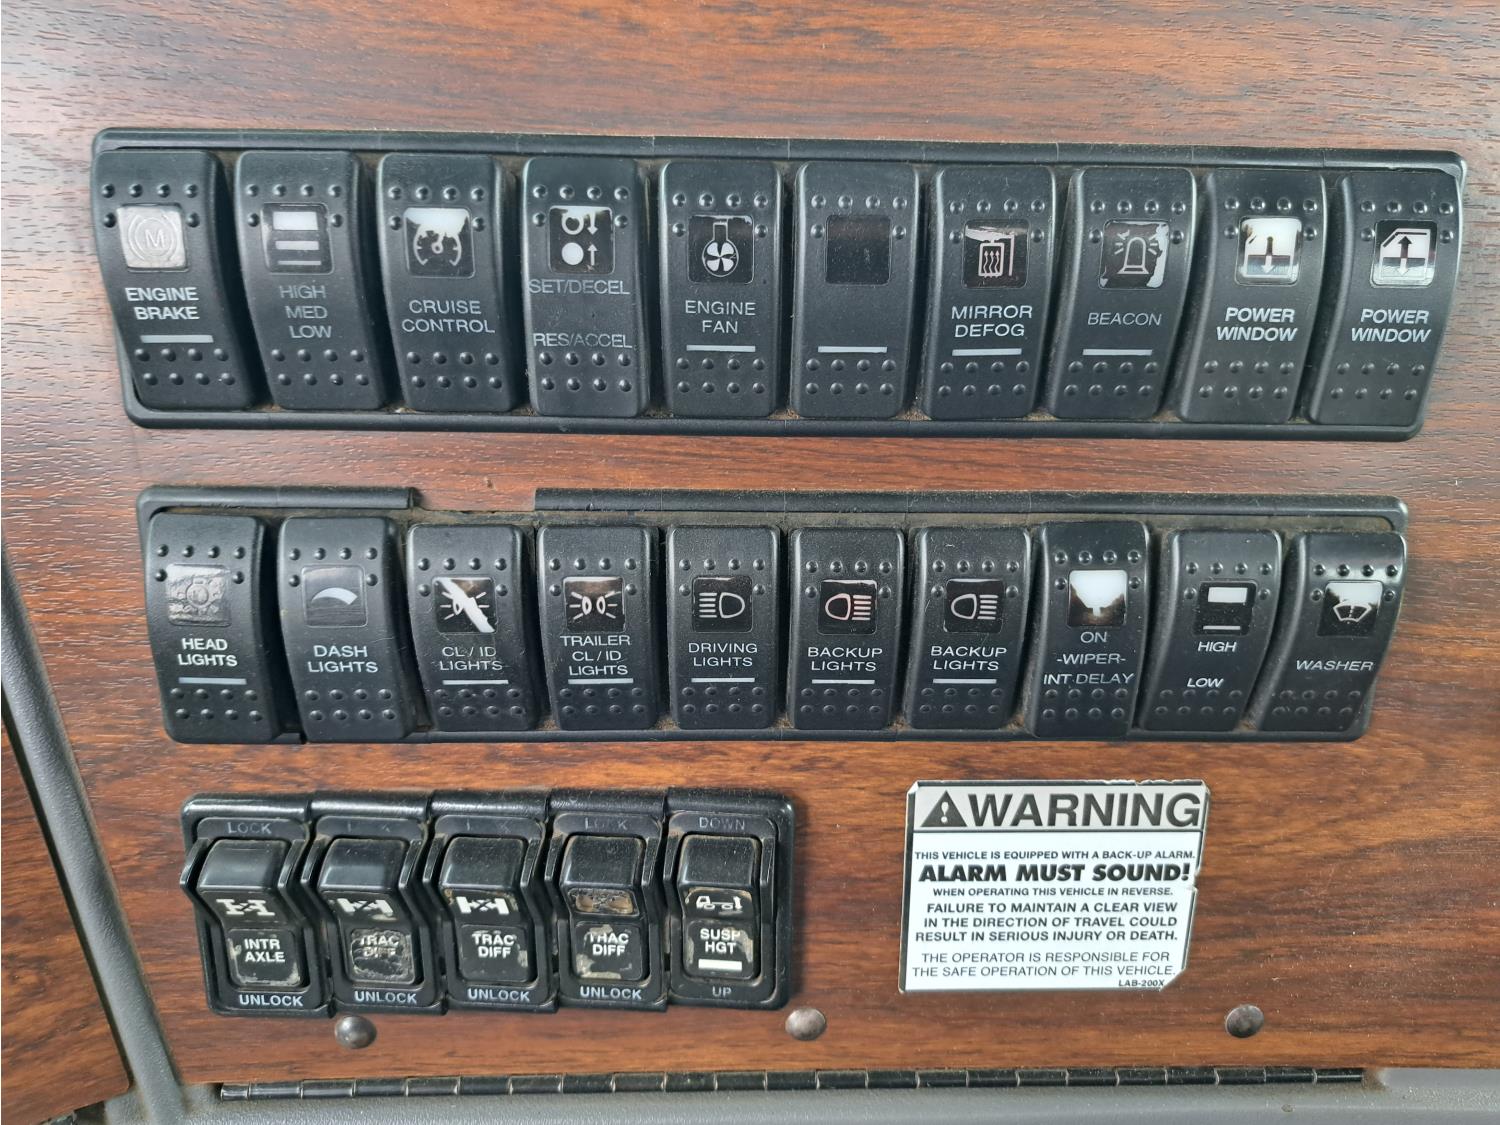 M
ENGINE
BRAKE
HIGH
MED
LOW
CRUISE
CONTROL
SET/DECEL
RES/ACCEL
ENGINE
FAN
MIRROR
DEFOG
BEACON
POWER
WINDOW
POWER
WINDOW
HEAD
LIGHTS
DASH
LIGHTS
CL / ID
LIGHTS
TRAILER
CL / ID
LIGHTS
DRIVING
LIGHTS
BACKUP
LIGHTS
BACKUP
LIGHTS
ON
-WIPER-
INT-DELAY
HIGH
LOW
WASHER
LOCK
INTR
AXLE
UNLOCK
TRAC
DIFF
UNLOCK
TRAC
DIFF
UNLOCK
LOCK
TRAC
DIFF
UNLOCK
DOWN
SUSP
HGT
UP
WARNING
THIS VEHICLE IS EQUIPPED WITH A BACK-UP ALARM.
ALARM MUST SOUND!
WHEN OPERATING THIS VEHICLE IN REVERSE.
FAILURE TO MAINTAIN A CLEAR VIEW
IN THE DIRECTION OF TRAVEL COULD
RESULT IN SERIOUS INJURY OR DEATH.
THE OPERATOR IS RESPONSIBLE FOR
THE SAFE OPERATION OF THIS VEHICLE.
LAB-200X